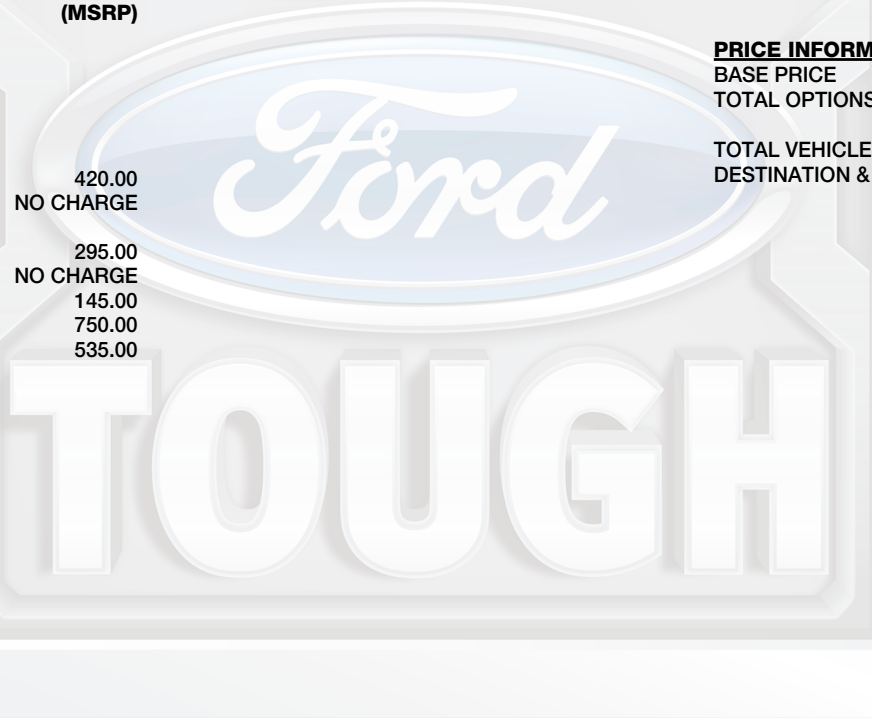 (MSRP)
420.00
NO CHARGE
295.00
NO CHARGE
145.00
750.00
535.00
PRICE INFORM
BASE PRICE
TOTAL OPTIONS
TOTAL VEHICLE
DESTINATION &
Ford
TOUGH